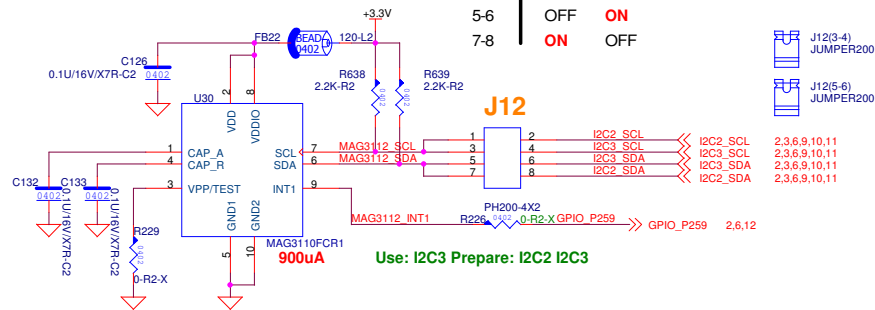 +3.3V
5-6 OFF ON
7-8 ON OFF
FB22 BEAD 0402 120-L2
J12(3-4)
JUMPER200
J12(5-6)
JUMPER200
C126
0.1U/16V/X7R-C2
0402
R638
2.2K-R2
0402
R639
2.2K-R2
0402
U30
2 8
VDD VDDIO
J12
1 CAP_A
4 CAP_R
3 VPP/TEST
SCL 7 MAG3112_SCL
SDA 6 MAG3112_SDA
INT1 9
1 2 I2C2_SCL I2C2_SCL 2,3,6,9,10,11
3 4 I2C3_SCL I2C3_SCL 2,3,6,9,10,11
5 6 I2C3_SDA I2C3_SDA 2,3,6,9,10,11
7 8 I2C2_SDA I2C2_SDA 2,3,6,9,10,11
C132
0402
0.1U/16V/X7R-C2
C133
0402
0.1U/16V/X7R-C2
R229
0402
0-R2-X
GND1 GND2
5 10
PH200-4X2
MAG3112_INT1 R226 0402 0-R2-X GPIO_P259 GPIO_P259 2,6,12
MAG3110FCR1
900uA
Use: I2C3 Prepare: I2C2 I2C3